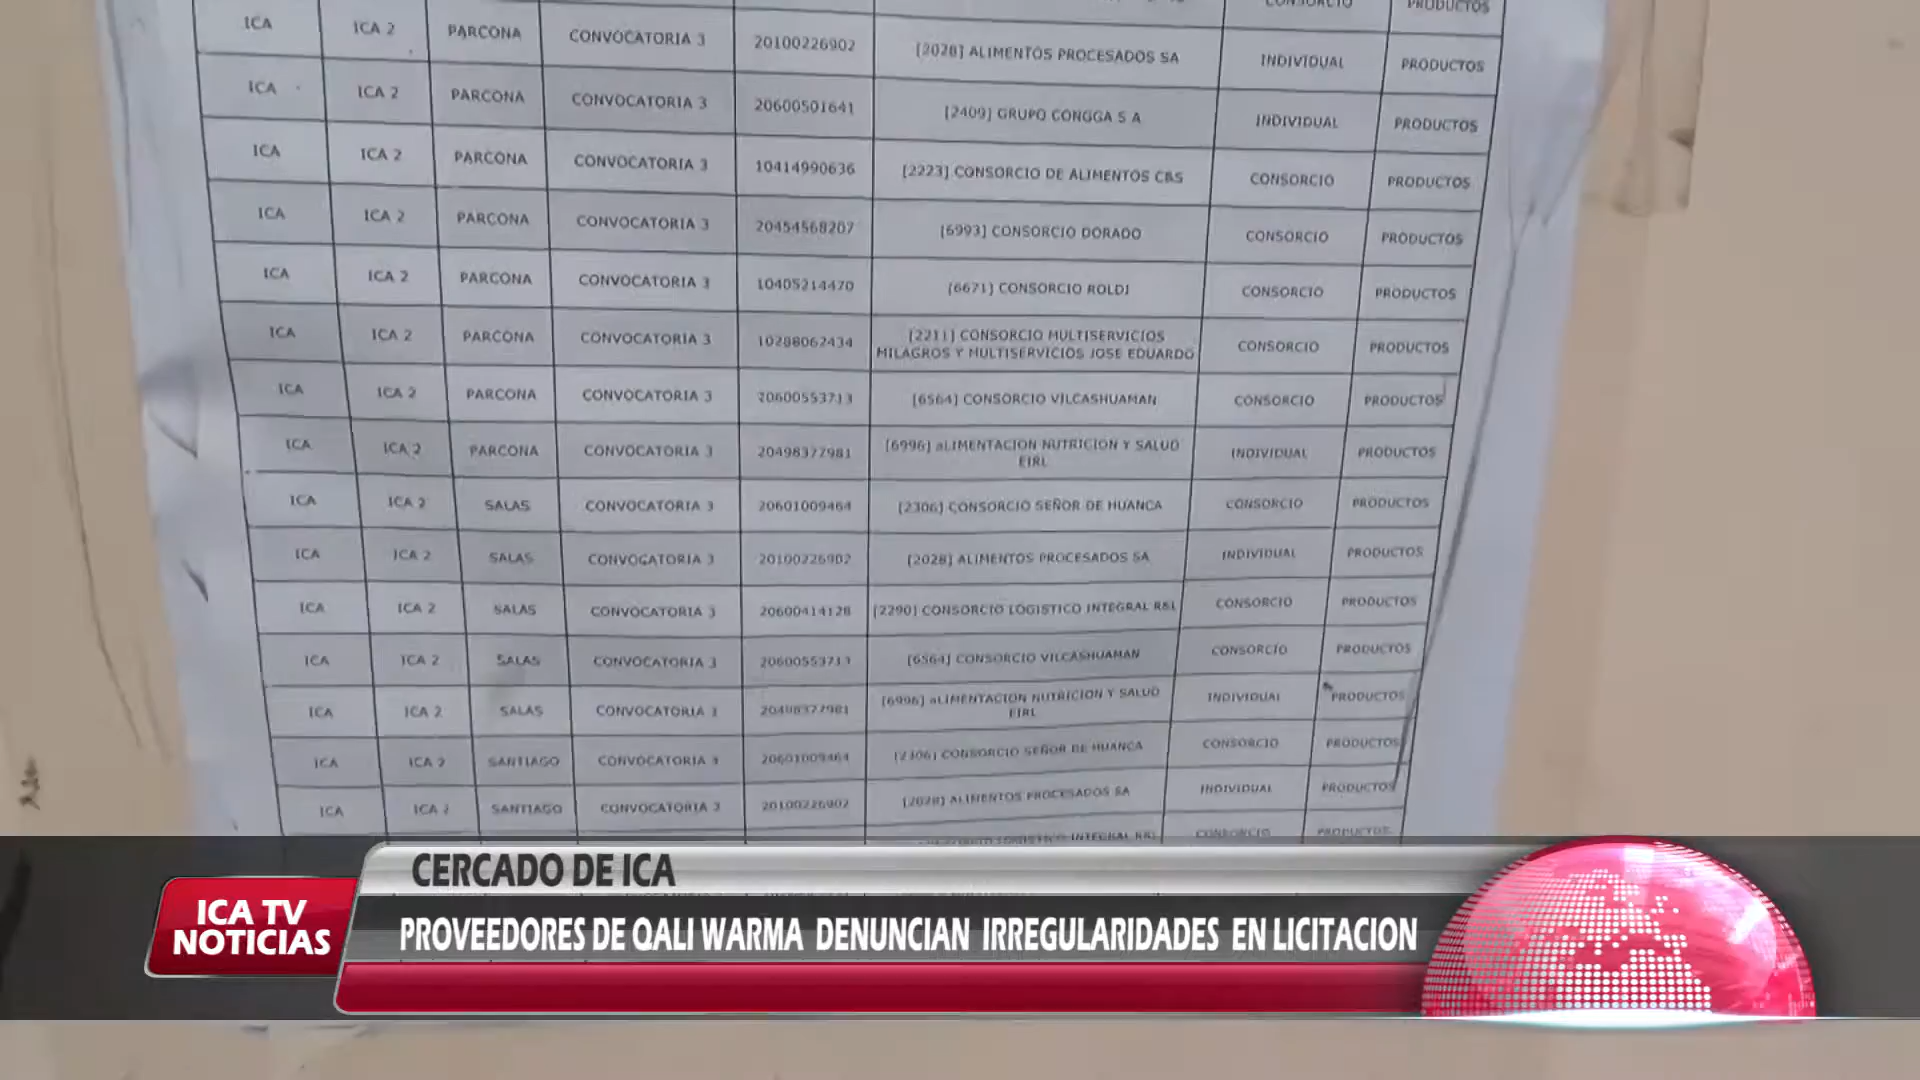 CONSORCIO PRODUCTOS
ICA ICA 2 PARCONA CONVOCATORIA 3 20100226902 [2028] ALIMENTOS PROCESADOS SA INDIVIDUAL PRODUCTOS
ICA ICA 2 PARCONA CONVOCATORIA 3 20600501641 [2409] GRUPO CONGGA S A INDIVIDUAL PRODUCTOS
ICA ICA 2 PARCONA CONVOCATORIA 3 10414990636 [2223] CONSORCIO DE ALIMENTOS C&S CONSORCIO PRODUCTOS
ICA ICA 2 PARCONA CONVOCATORIA 3 20454568207 [6993] CONSORCIO DORADO CONSORCIO PRODUCTOS
ICA ICA 2 PARCONA CONVOCATORIA 3 10405214470 [6671] CONSORCIO ROLDI CONSORCIO PRODUCTOS
ICA ICA 2 PARCONA CONVOCATORIA 3 10288062434 [2211] CONSORCIO MULTISERVICIOS
MILAGROS Y MULTISERVICIOS JOSE EDUARDO CONSORCIO PRODUCTOS
ICA ICA 2 PARCONA CONVOCATORIA 3 20600553713 [6564] CONSORCIO VILCASHUAMAN CONSORCIO PRODUCTOS
ICA ICA 2 PARCONA CONVOCATORIA 3 20498377981 [6996] aLIMENTACION NUTRICION Y SALUD
EIRL INDIVIDUAL PRODUCTOS
ICA ICA 2 SALAS CONVOCATORIA 3 20601009464 [2306] CONSORCIO SEÑOR DE HUANCA CONSORCIO PRODUCTOS
ICA ICA 2 SALAS CONVOCATORIA 3 20100226902 [2028] ALIMENTOS PROCESADOS SA INDIVIDUAL PRODUCTOS
ICA ICA 2 SALAS CONVOCATORIA 3 20600414128 [2290] CONSORCIO LOGISTICO INTEGRAL R&L CONSORCIO PRODUCTOS
ICA ICA 2 SALAS CONVOCATORIA 3 20600553713 [6564] CONSORCIO VILCASHUAMAN CONSORCIO PRODUCTOS
ICA ICA 2 SALAS CONVOCATORIA 3 20498377981 [6996] aLIMENTACION NUTRICION Y SALUD
EIRL INDIVIDUAL PRODUCTOS
ICA ICA 2 SANTIAGO CONVOCATORIA 3 20601009464 [2306] CONSORCIO SEÑOR DE HUANCA CONSORCIO PRODUCTOS
ICA ICA 2 SANTIAGO CONVOCATORIA 3 20100226902 [2028] ALIMENTOS PROCESADOS SA INDIVIDUAL PRODUCTOS
LOGISTICO INTEGRAL R&L CONSORCIO PRODUCTOS
CERCADO DE ICA
ICA TV
NOTICIAS
PROVEEDORES DE QALI WARMA DENUNCIAN IRREGULARIDADES EN LICITACION